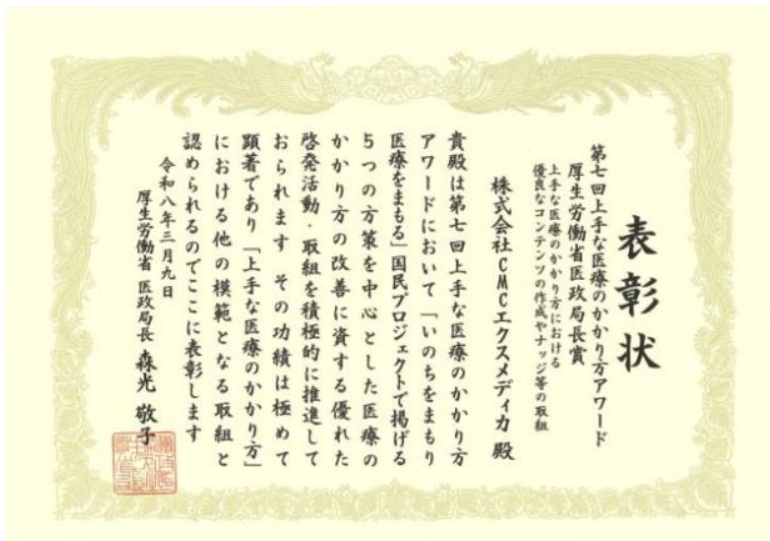 表彰状
第七回上手な医療のかかり方アワード
厚生労働省医政局長賞
上手な医療のかかり方における
優良なコンテンツの作成やナッジ等の取組
株式会社CMCエクスメディカ 殿
貴殿は第七回上手な医療のかかり方
アワードにおいて「いのちをまもり
医療をまもる」国民プロジェクトで掲げる
5つの方策を中心とした医療の
かかり方の改善に資する優れた
啓発活動・取組を積極的に推進して
おられます その功績は極めて
顕著であり「上手な医療のかかり方」
における他の模範となる取組と
認められるのでここに表彰します
令和八年三月九日
厚生労働省 医政局長 森光 敬子